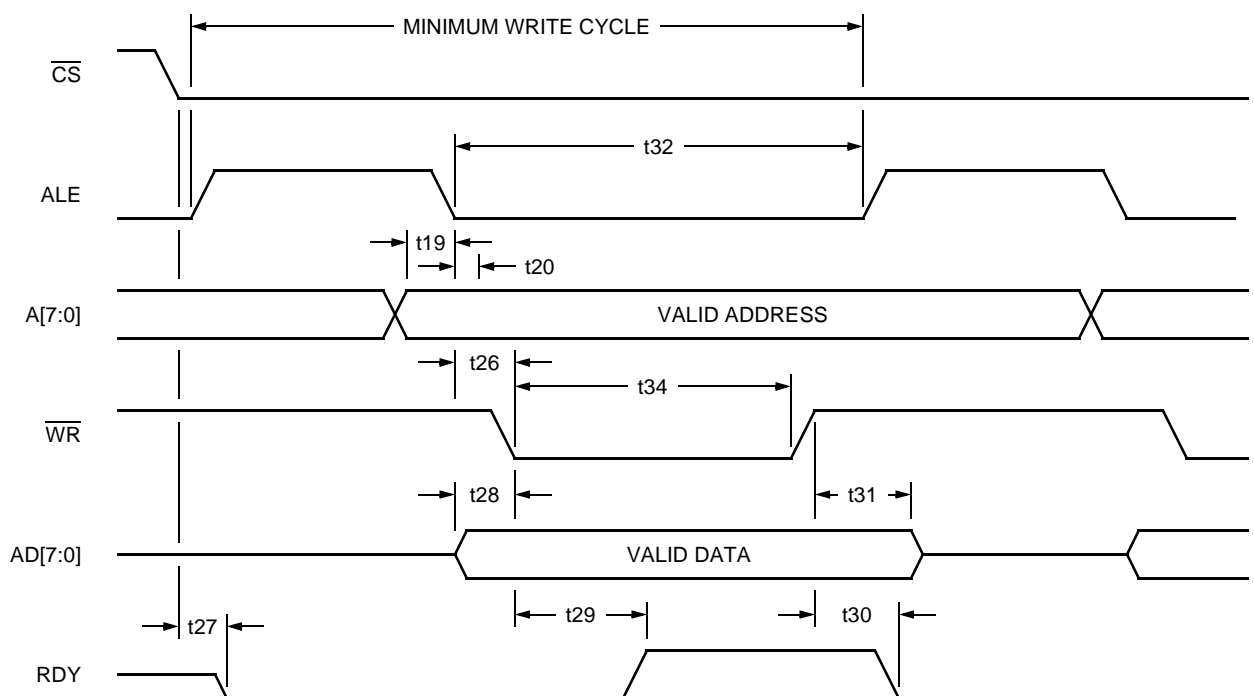 MINIMUM WRITE CYCLE
CS
t32
ALE
t19
t20
A[7:0]
VALID ADDRESS
t26
t34
WR
t28
t31
AD[7:0]
VALID DATA
t29
t30
t27
RDY